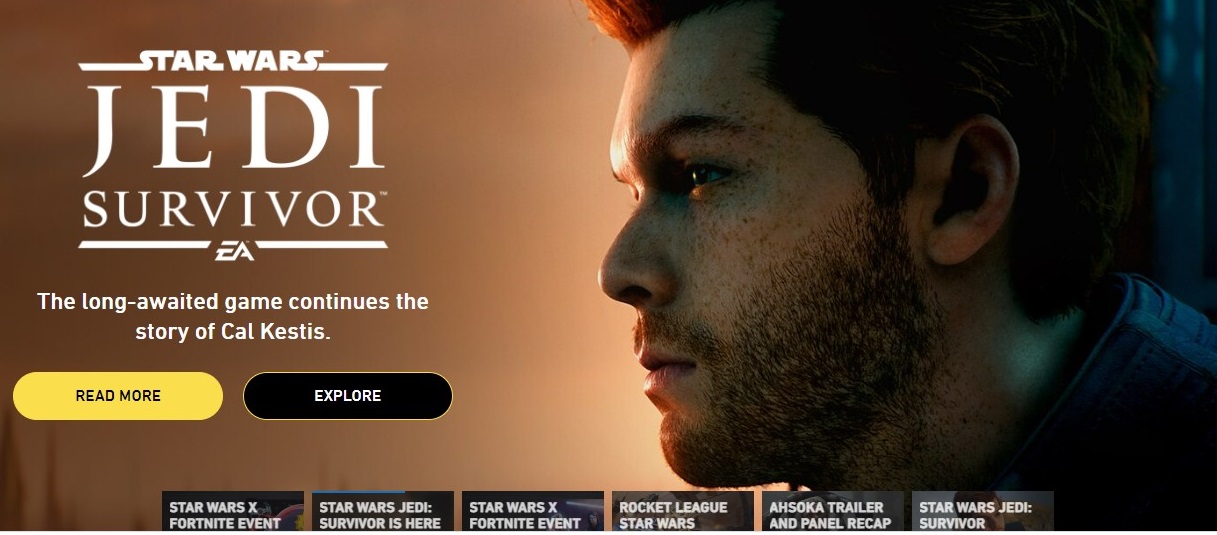 STAR WARS™
JEDI
SURVIVOR™
EA
The long-awaited game continues the
story of Cal Kestis.
READ MORE
EXPLORE
STAR WARS X
FORTNITE EVENT
STAR WARS JEDI:
SURVIVOR IS HERE
STAR WARS X
FORTNITE EVENT
ROCKET LEAGUE
STAR WARS
AHSOKA TRAILER
AND PANEL RECAP
STAR WARS JEDI:
SURVIVOR